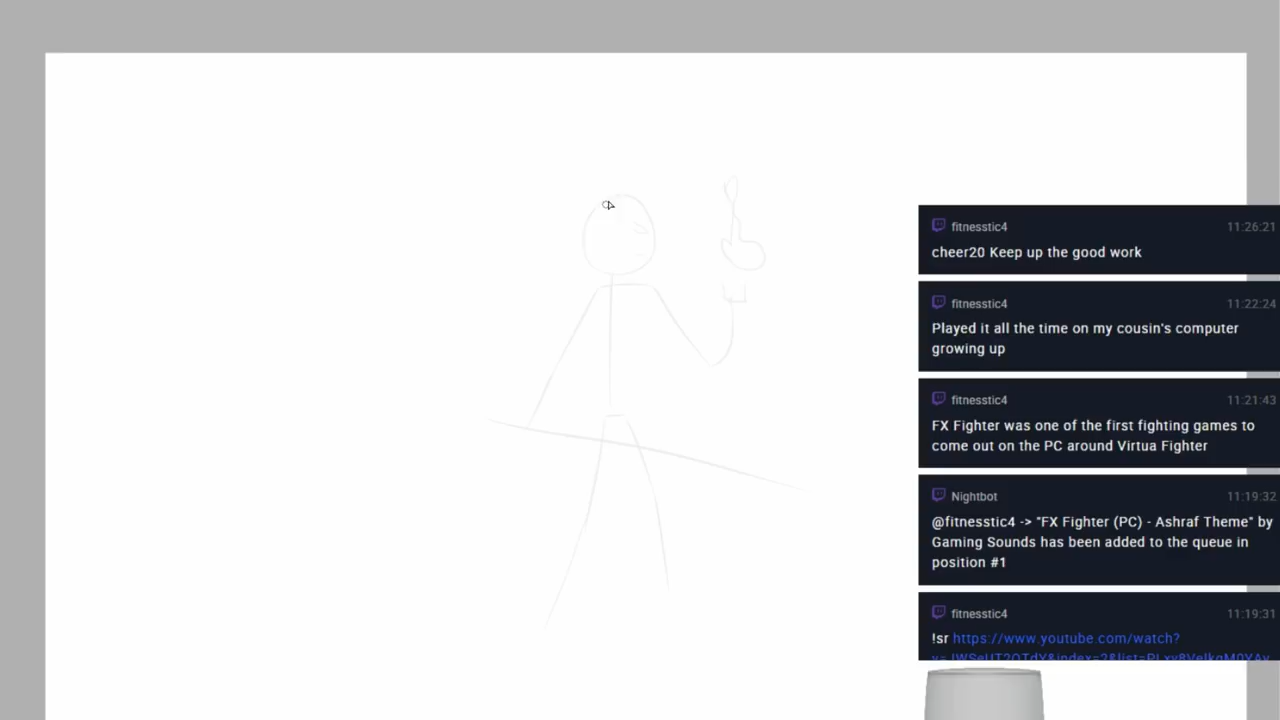 fitnesstic4 11:26:21
cheer20 Keep up the good work
fitnesstic4 11:22:24
Played it all the time on my cousin's computer
growing up
fitnesstic4 11:21:43
FX Fighter was one of the first fighting games to
come out on the PC around Virtua Fighter
Nightbot 11:19:32
@fitnesstic4 -> "FX Fighter (PC) - Ashraf Theme" by
Gaming Sounds has been added to the queue in
position #1
fitnesstic4 11:19:31
!sr https://www.youtube.com/watch?